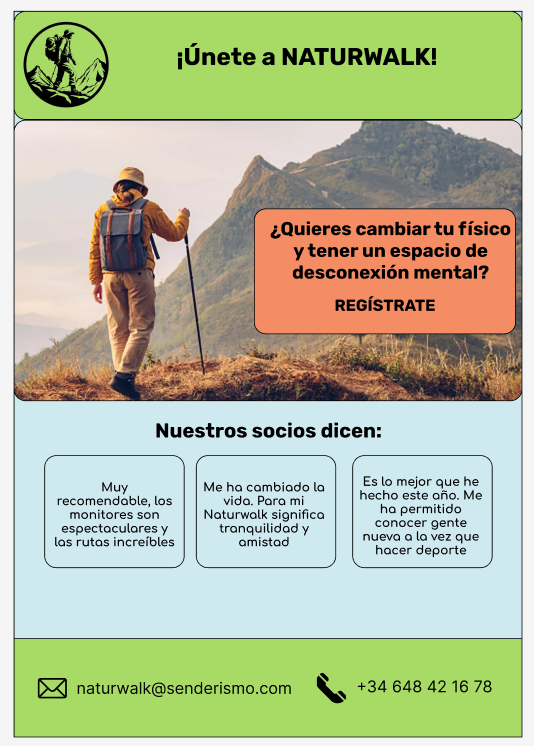 ¡Únete a NATURWALK!
¿Quieres cambiar tu físico
y tener un espacio de
desconexión mental?
REGÍSTRATE
Nuestros socios dicen:
Muy
recomendable, los
monitores son
espectaculares y
las rutas increíbles
Me ha cambiado la
vida. Para mi
Naturwalk significa
tranquilidad y
amistad
Es lo mejor que he
hecho este año. Me
ha permitido
conocer gente
nueva a la vez que
hacer deporte
naturwalk@senderismo.com
+34 648 42 16 78